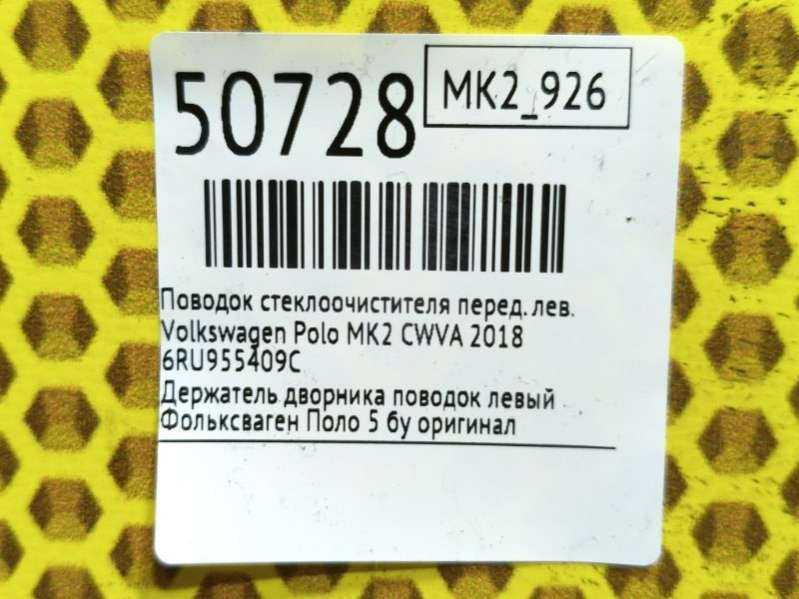 50728
MK2_926
Поводок стеклоочистителя перед. лев.
Volkswagen Polo MK2 CWVA 2018
6RU955409C
Держатель дворника поводок левый
Фольксваген Поло 5 бу оригинал